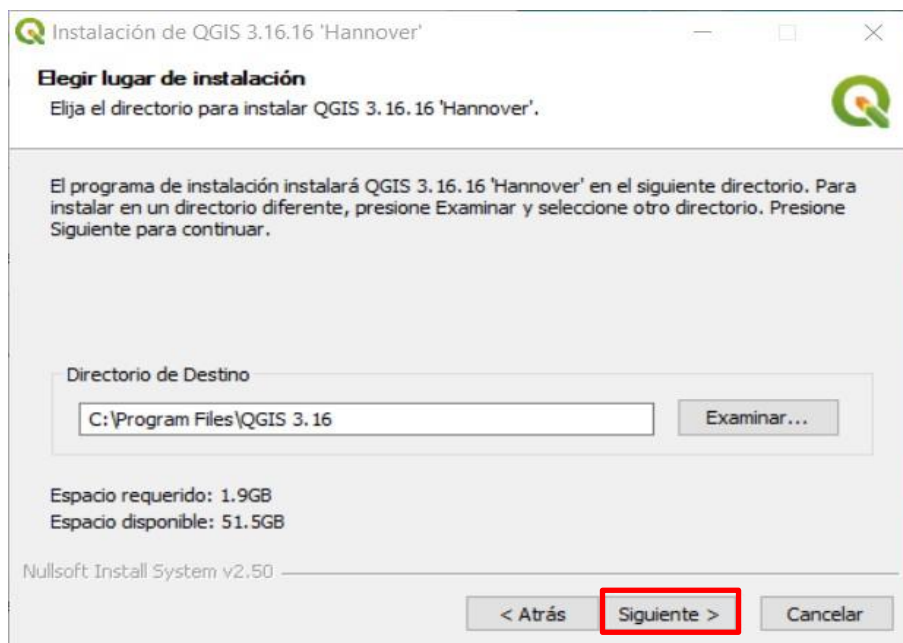 Instalación de QGIS 3.16.16 'Hannover'
Elegir lugar de instalación
Elija el directorio para instalar QGIS 3.16.16 'Hannover'.
El programa de instalación instalará QGIS 3.16.16 'Hannover' en el siguiente directorio. Para
instalar en un directorio diferente, presione Examinar y seleccione otro directorio. Presione
Siguiente para continuar.
Directorio de Destino
C:\Program Files\QGIS 3.16
Examinar...
Espacio requerido: 1.9GB
Espacio disponible: 51.5GB
Nullsoft Install System v2.50
< Atrás
Siguiente >
Cancelar